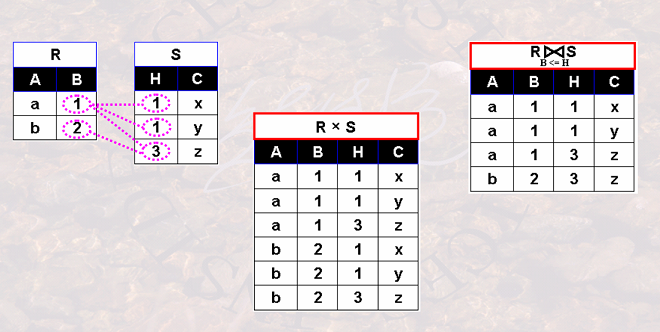 R
A B
a 1
b 2
S
H C
1 x
1 y
3 z
R × S
A B H C
a 1 1 x
a 1 1 y
a 1 3 z
b 2 1 x
b 2 1 y
b 2 3 z
R⋈S
B <= H
A B H C
a 1 1 x
a 1 1 y
a 1 3 z
b 2 3 z